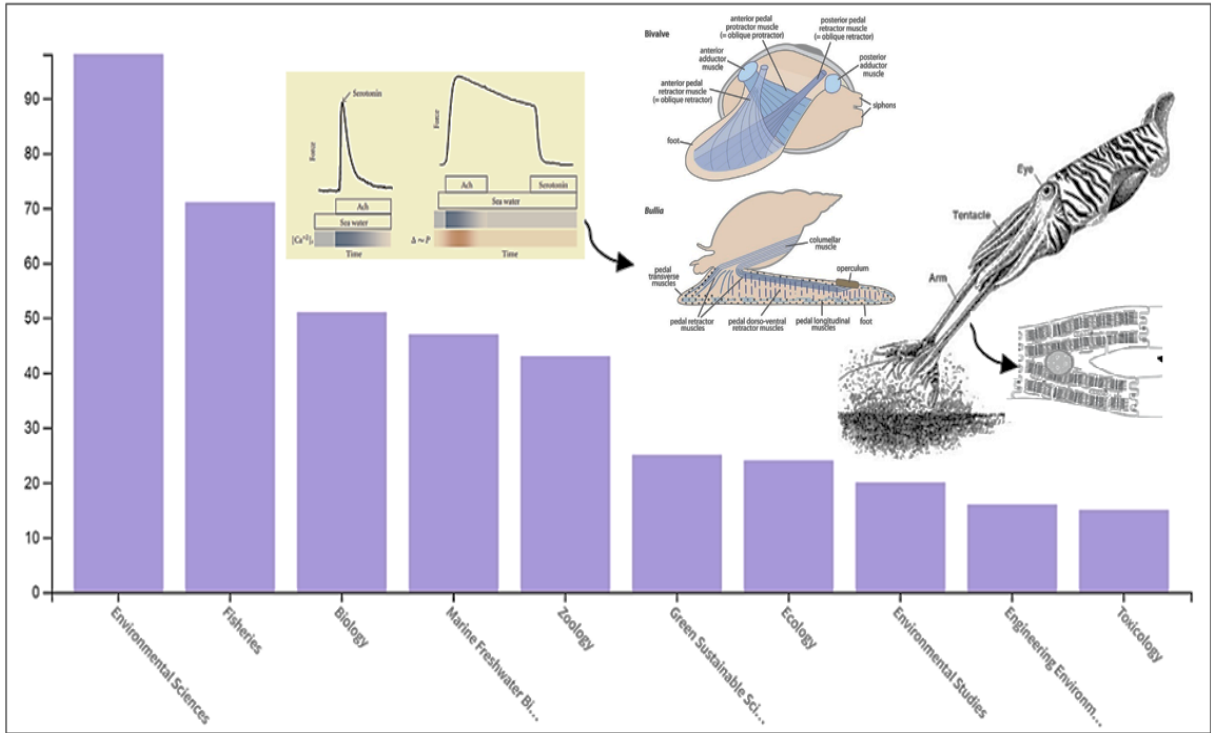 90
80
70
60
50
40
30
20
10
0
Environmental Sciences
Fisheries
Biology
Marine Freshwater Bi...
Zoology
Green Sustainable Sci...
Ecology
Environmental Studies
Engineering Environm...
Toxicology
Serotonin
Force
Ach
Sea water
[Ca⁺²]ᵢ
Time
Force
Ach
Serotonin
Sea water
Δ ~ P
Time
Bivalve
anterior pedal
protractor muscle
(= oblique protractor)
posterior pedal
retractor muscle
(= oblique retractor)
anterior
adductor
muscle
posterior
adductor
muscle
anterior pedal
retractor muscle
(= oblique retractor)
siphons
foot
Bullia
columellar
muscle
pedal
transverse
muscles
operculum
pedal retractor
muscles
pedal dorso-ventral
retractor muscles
pedal longitudinal
muscles
foot
Eye
Tentacle
Arm